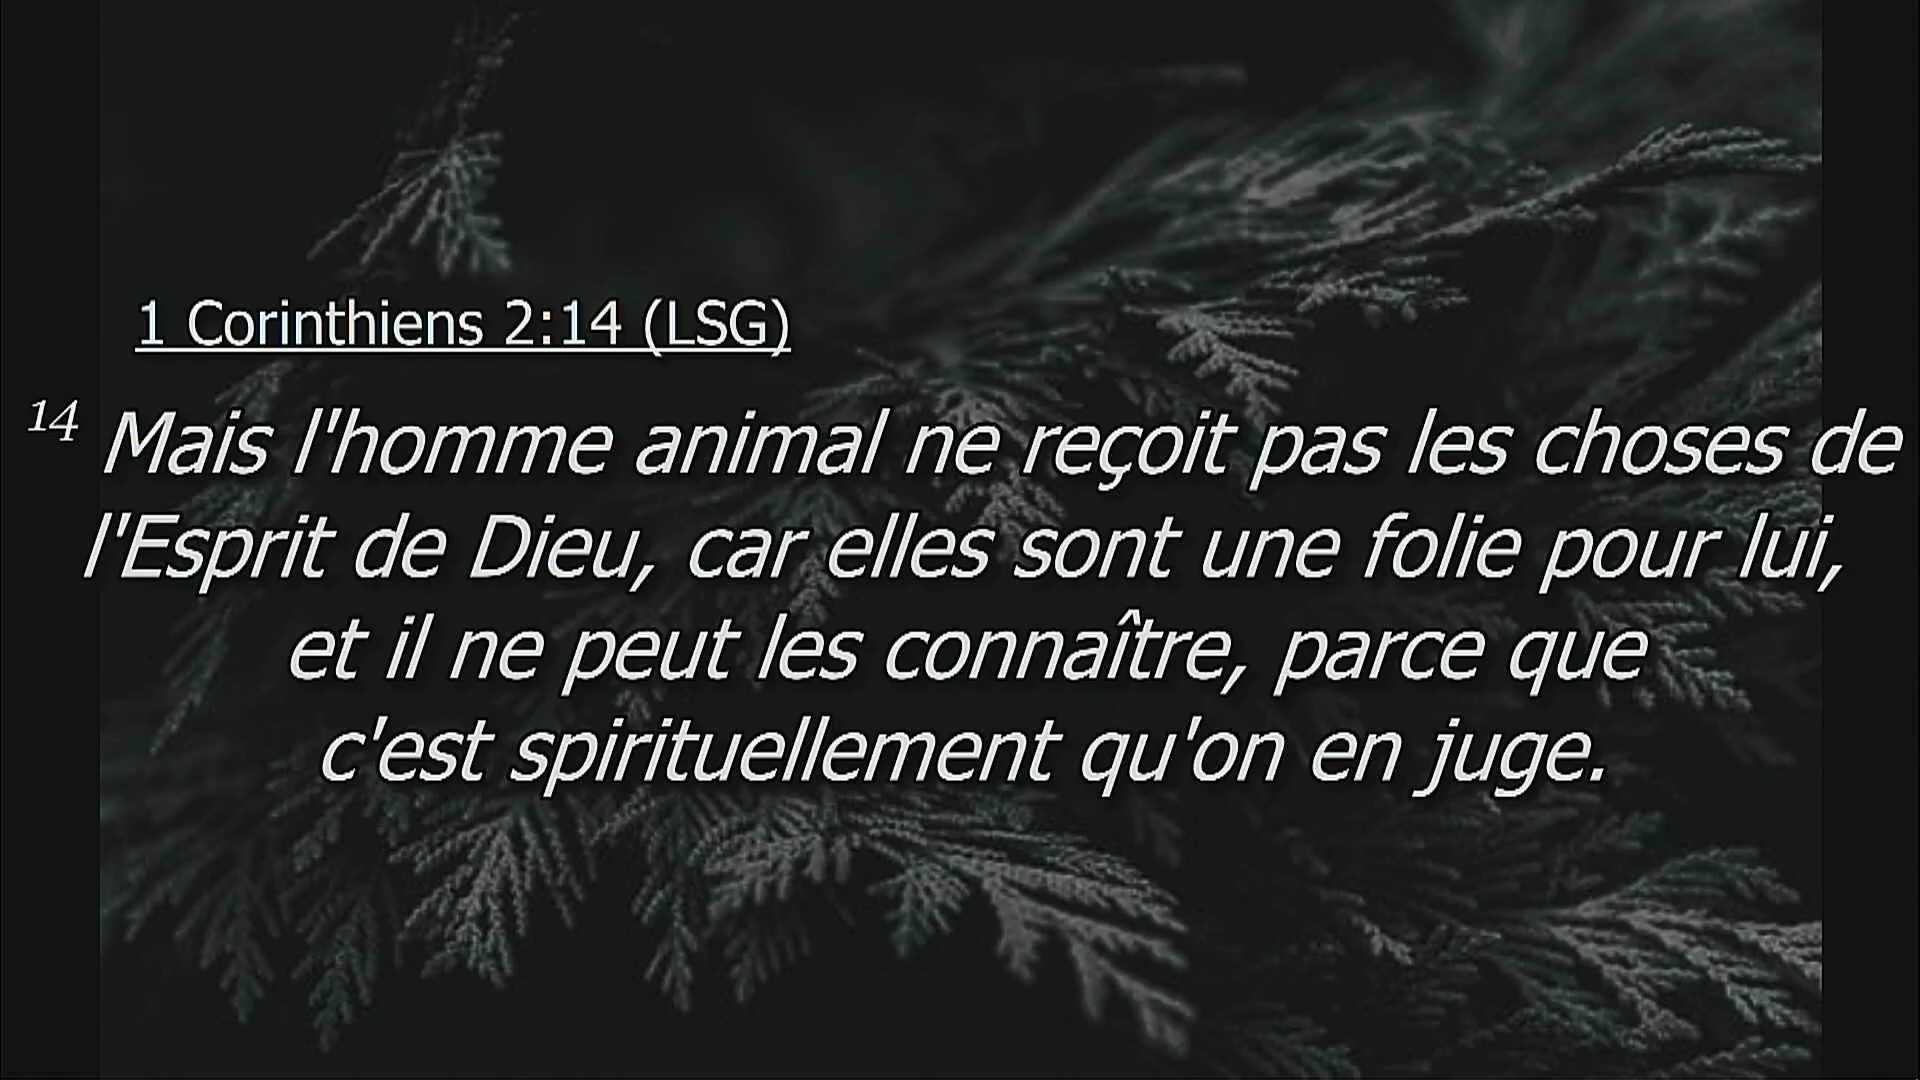 1 Corinthiens 2:14 (LSG)
14 Mais l'homme animal ne reçoit pas les choses de
l'Esprit de Dieu, car elles sont une folie pour lui,
et il ne peut les connaître, parce que
c'est spirituellement qu'on en juge.